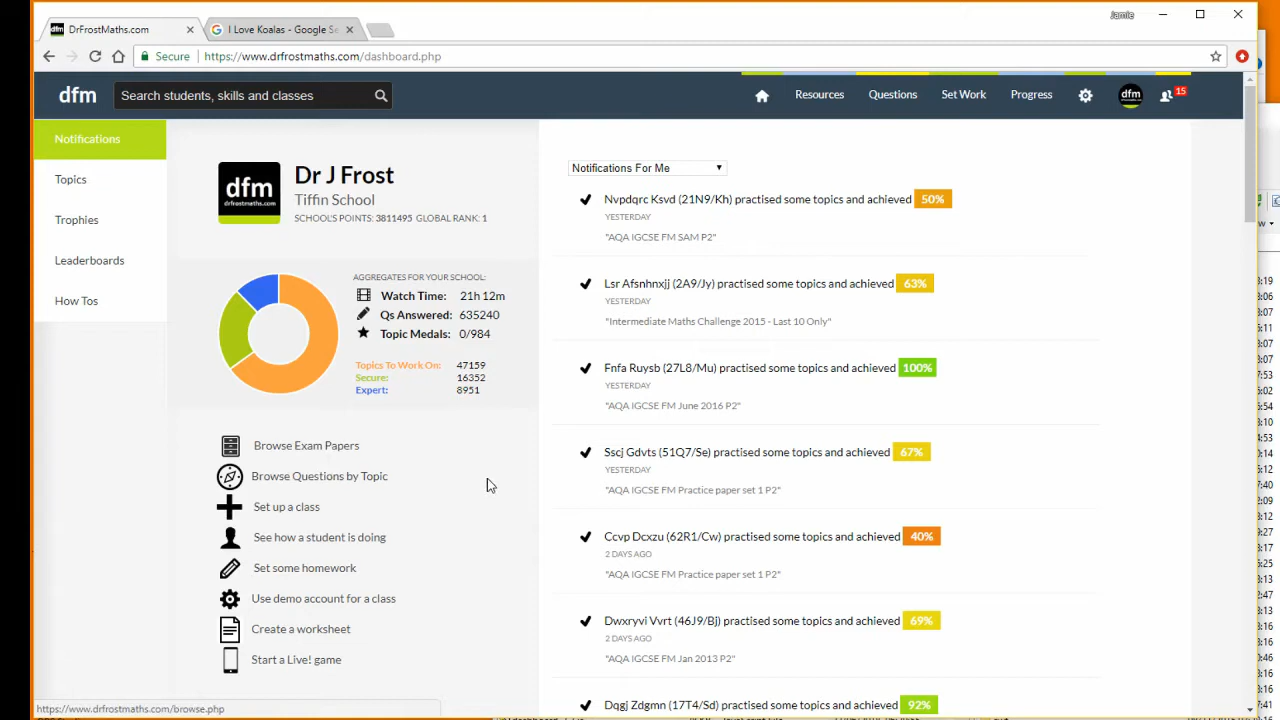 Jamie
DrFrostMaths.com
I Love Koalas - Google Se
Secure
https://www.drfrostmaths.com/dashboard.php
dfm
Search students, skills and classes
Resources
Questions
Set Work
Progress
dfm
15
Notifications
Topics
Trophies
Leaderboards
How Tos
dfm
drfrostmaths.com
Dr J Frost
Tiffin School
SCHOOL'S POINTS: 3811495 GLOBAL RANK: 1
AGGREGATES FOR YOUR SCHOOL:
Watch Time: 21h 12m
Qs Answered: 635240
Topic Medals: 0/984
Topics To Work On: 47159
Secure: 16352
Expert: 8951
Browse Exam Papers
Browse Questions by Topic
Set up a class
See how a student is doing
Set some homework
Use demo account for a class
Create a worksheet
Start a Live! game
Notifications For Me
Nvpdqrc Ksvd (21N9/Kh) practised some topics and achieved 50%
YESTERDAY
"AQA IGCSE FM SAM P2"
Lsr Afsnhnxjj (2A9/Jy) practised some topics and achieved 63%
YESTERDAY
"Intermediate Maths Challenge 2015 - Last 10 Only"
Fnfa Ruysb (27L8/Mu) practised some topics and achieved 100%
YESTERDAY
"AQA IGCSE FM June 2016 P2"
Sscj Gdvts (51Q7/Se) practised some topics and achieved 67%
YESTERDAY
"AQA IGCSE FM Practice paper set 1 P2"
Ccvp Dcxzu (62R1/Cw) practised some topics and achieved 40%
2 DAYS AGO
"AQA IGCSE FM Practice paper set 1 P2"
Dwxryvi Vvrt (46J9/Bj) practised some topics and achieved 69%
2 DAYS AGO
"AQA IGCSE FM Jan 2013 P2"
Dqgj Zdgmn (17T4/Sd) practised some topics and achieved 92%
https://www.drfrostmaths.com/browse.php